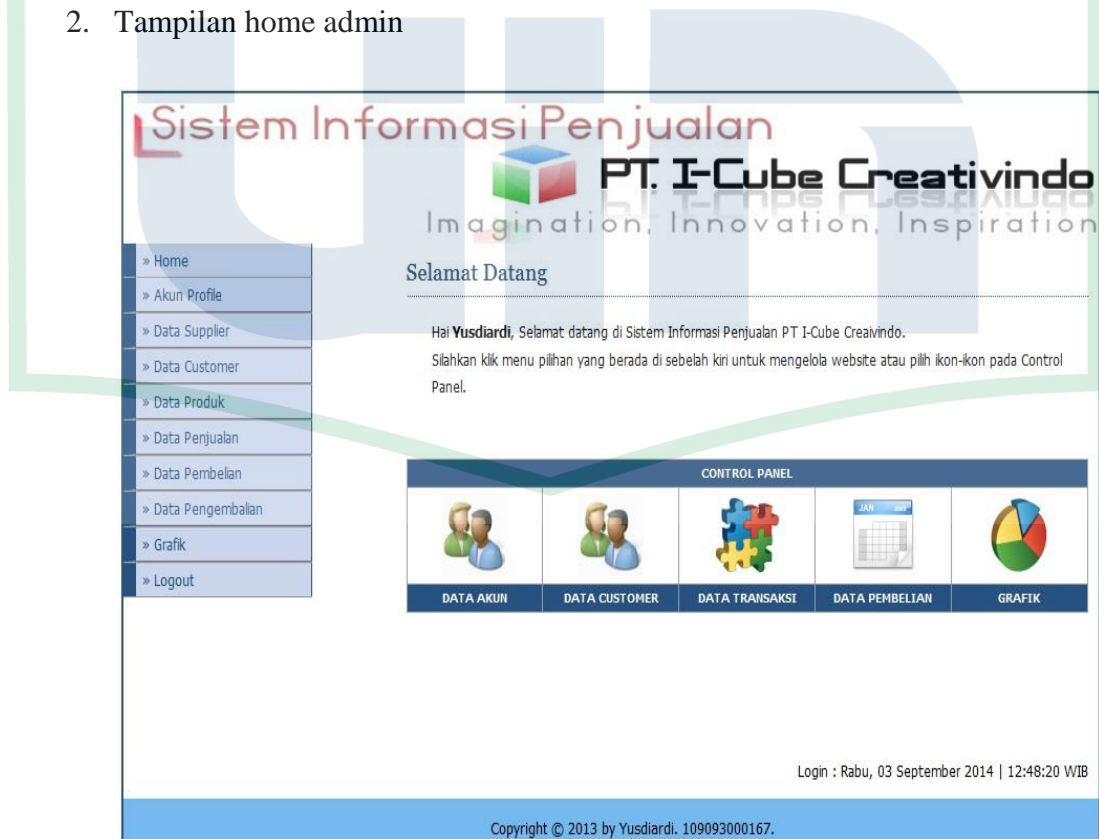 2. Tampilan home admin
Sistem Informasi Penjualan
PT. I-Cube Creativindo
Imagination, Innovation, Inspiration
» Home
» Akun Profile
» Data Supplier
» Data Customer
» Data Produk
» Data Penjualan
» Data Pembelian
» Data Pengembalian
» Grafik
» Logout
Selamat Datang
Hai Yusdiardi, Selamat datang di Sistem Informasi Penjualan PT I-Cube Creaivindo.
Silahkan klik menu pilihan yang berada di sebelah kiri untuk mengelola website atau pilih ikon-ikon pada Control
Panel.
CONTROL PANEL
JAN
DATA AKUN DATA CUSTOMER DATA TRANSAKSI DATA PEMBELIAN GRAFIK
Login : Rabu, 03 September 2014 | 12:48:20 WIB
Copyright © 2013 by Yusdiardi. 109093000167.
uin